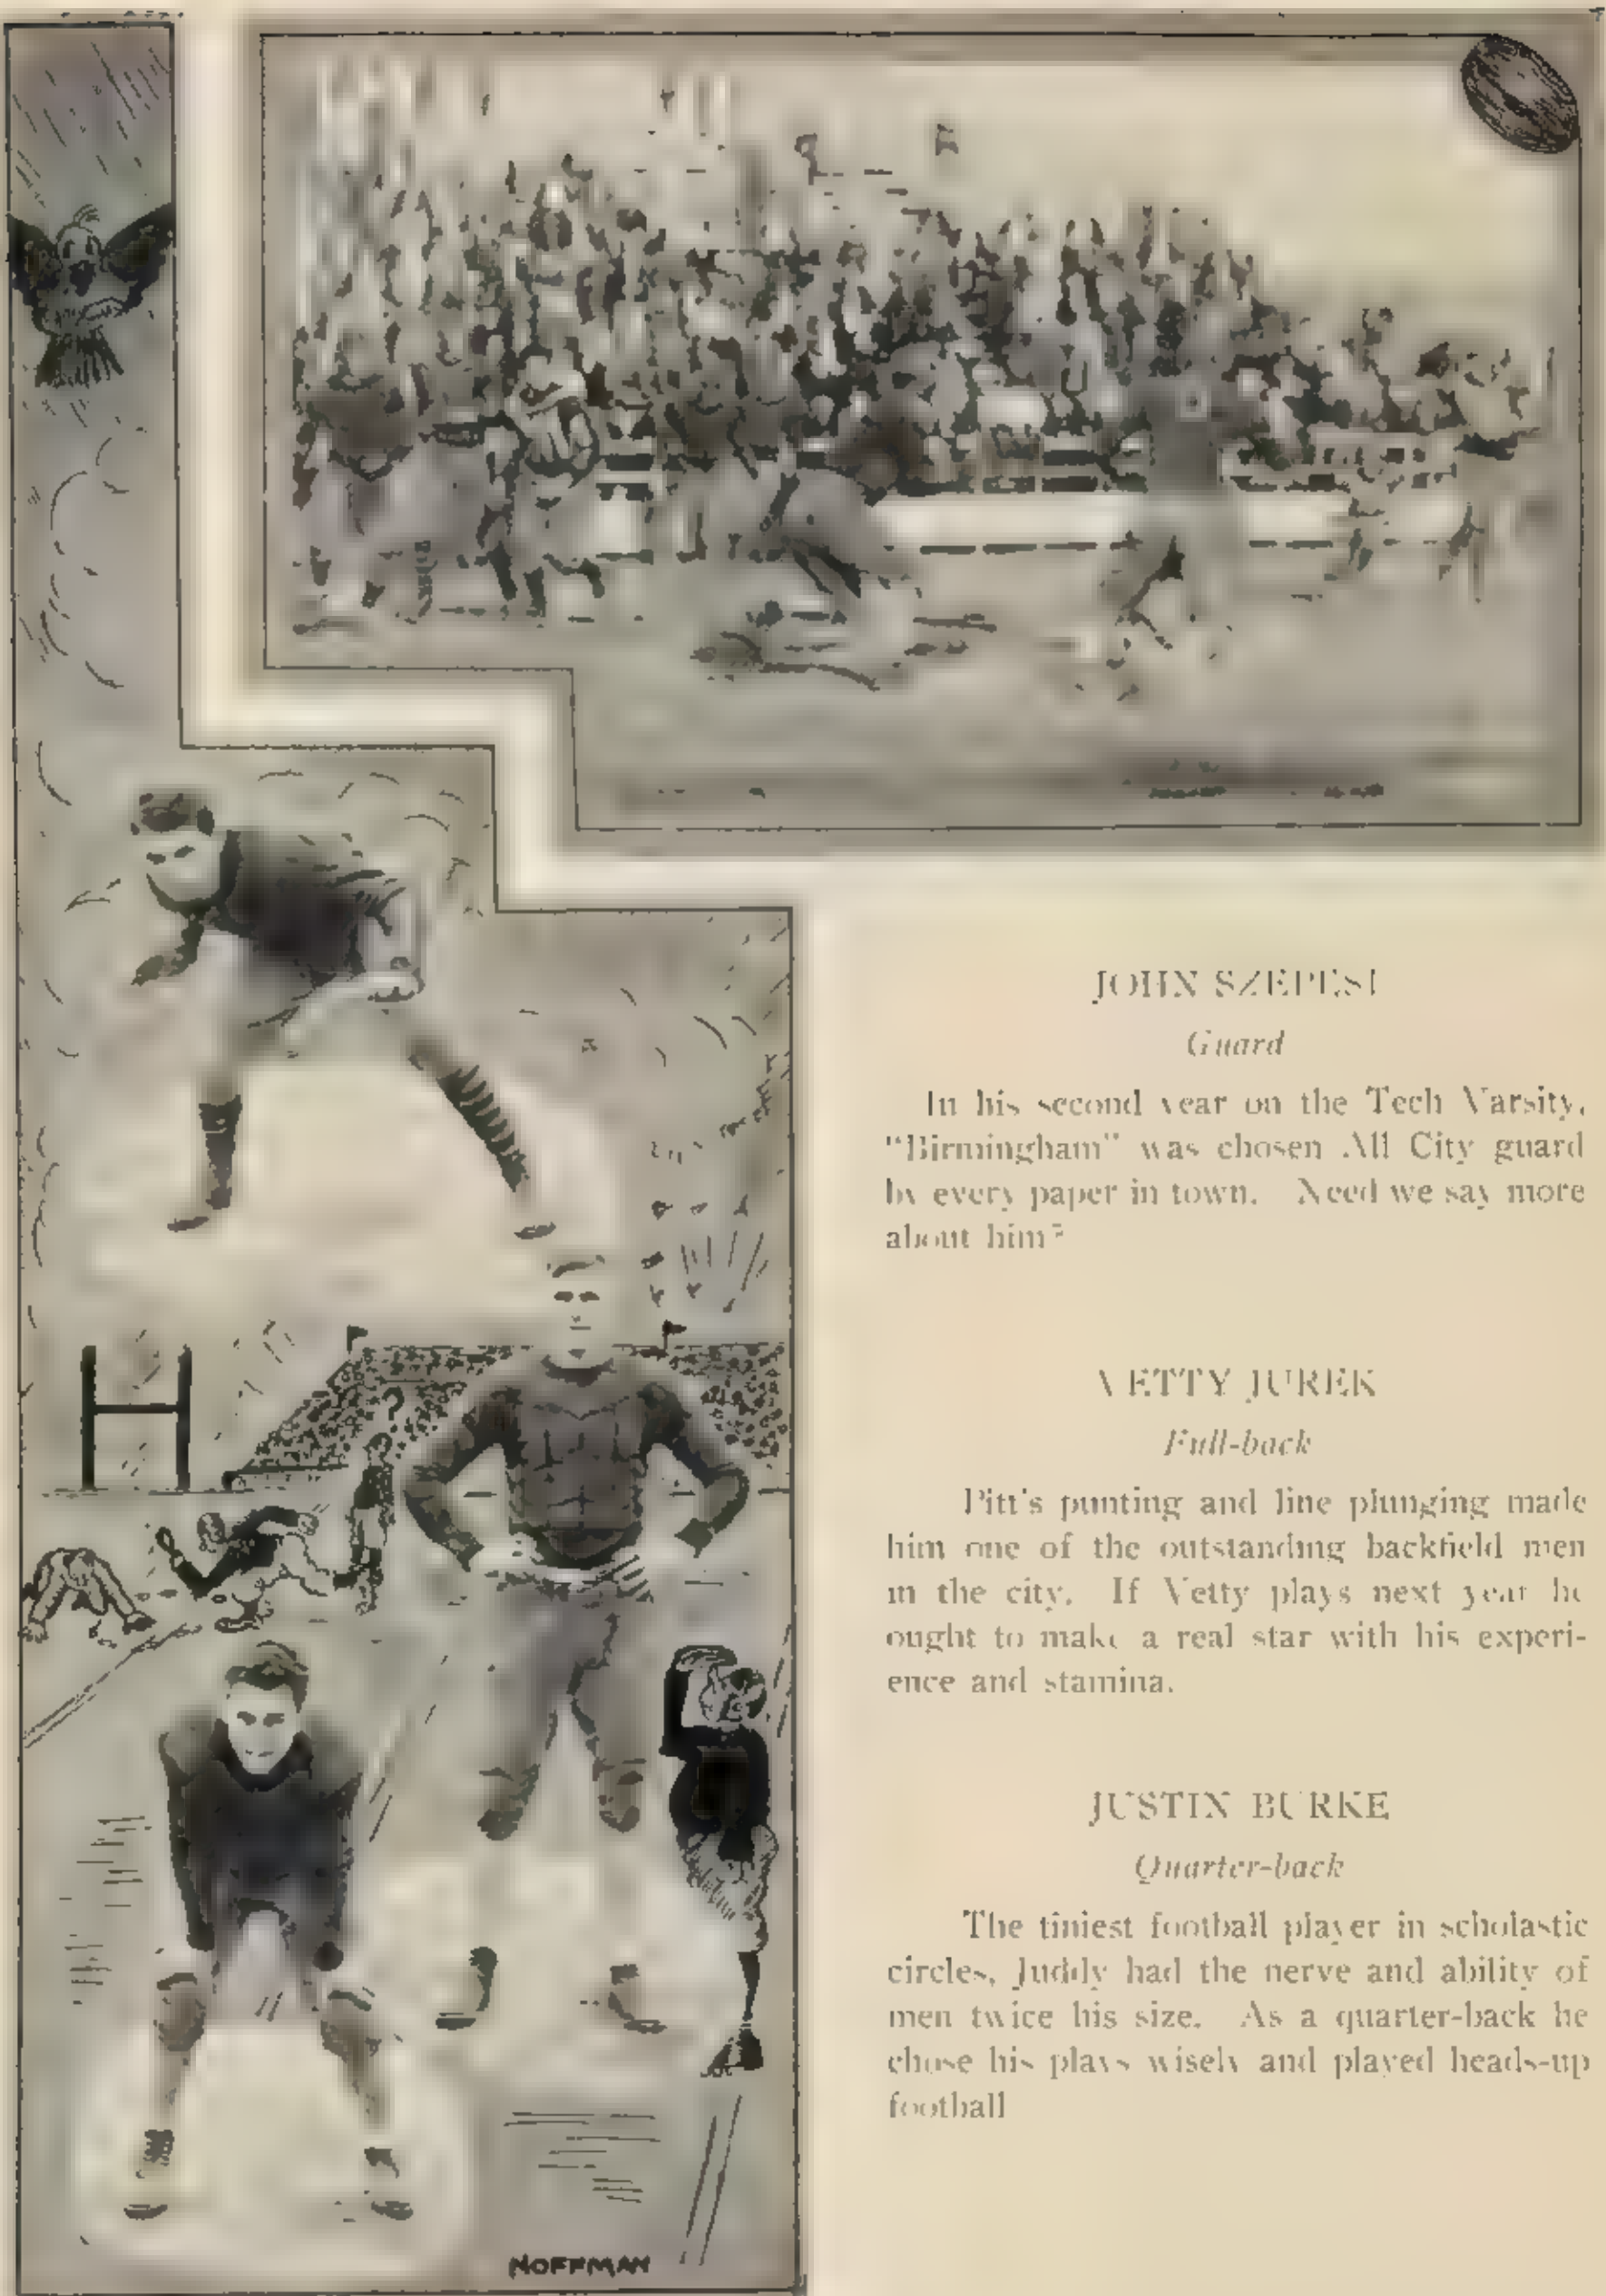 JOHN SZEPESI
Guard
In his second year on the Tech Varsity,
"Birmingham" was chosen All City guard
by every paper in town. Need we say more
about him?
VETTY JUREK
Full-back
Pitt's punting and line plunging made
him one of the outstanding backfield men
in the city. If Vetty plays next year he
ought to make a real star with his experi-
ence and stamina.
JUSTIN BURKE
Quarter-back
The tiniest football player in scholastic
circles, Juddy had the nerve and ability of
men twice his size. As a quarter-back he
chose his plays wisely and played heads-up
football
?
HOFFMAN